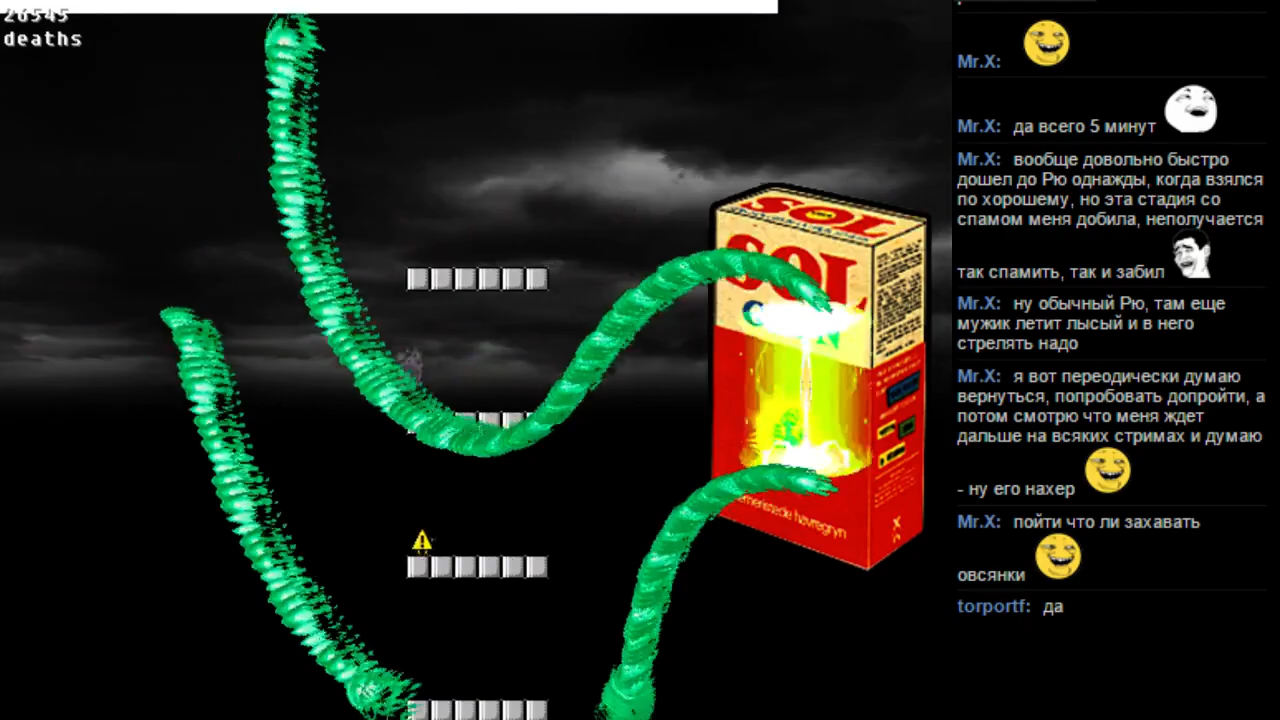 26545
deaths
SOL
SOL
emeristede havregryn
Mr.X:
Mr.X: да всего 5 минут
Mr.X: вообще довольно быстро
дошел до Рю однажды, когда взялся
по хорошему, но эта стадия со
спамом меня добила, неполучается
так спамить, так и забил
Mr.X: ну обычный Рю, там еще
мужик летит лысый и в него
стрелять надо
Mr.X: я вот переодически думаю
вернуться, попробовать допройти, а
потом смотрю что меня ждет
дальше на всяких стримах и думаю
- ну его нахер
Mr.X: пойти что ли захавать
овсянки
torportf: да